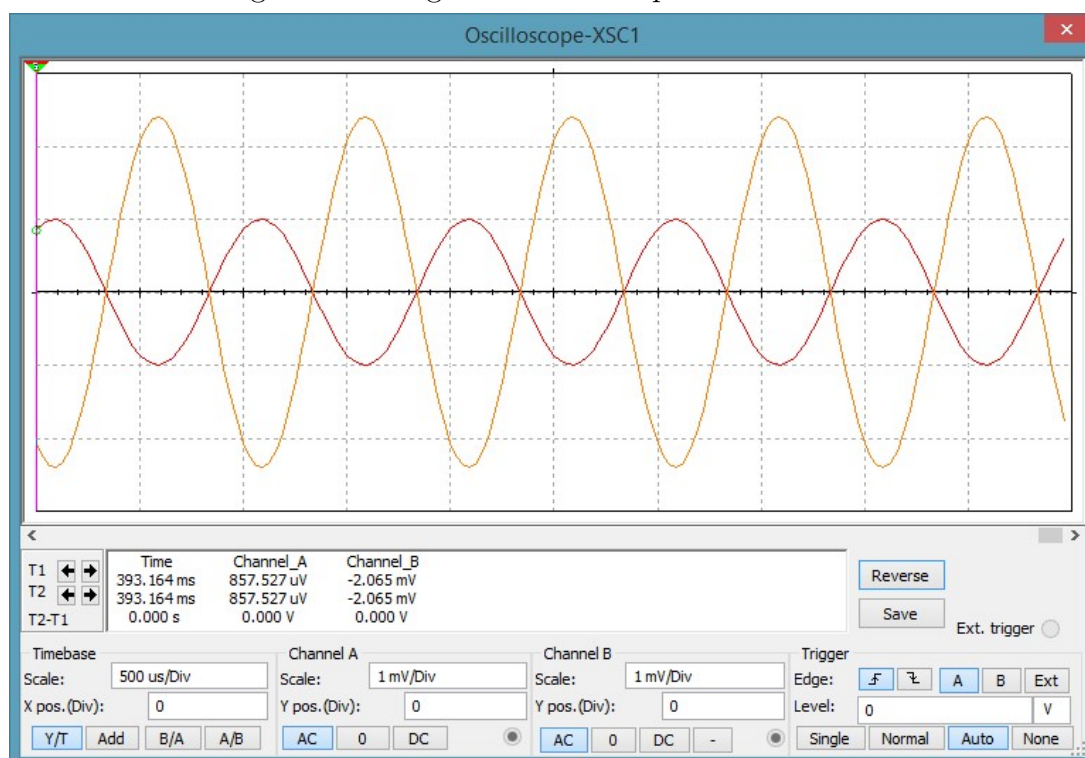 Oscilloscope-XSC1
Time Channel_A Channel_B
T1 393.164 ms 857.527 uV -2.065 mV
T2 393.164 ms 857.527 uV -2.065 mV
T2-T1 0.000 s 0.000 V 0.000 V
Reverse
Save
Ext. trigger
Timebase Channel A Channel B Trigger
Scale: 500 us/Div Scale: 1 mV/Div Scale: 1 mV/Div Edge: A B Ext
X pos.(Div): 0 Y pos.(Div): 0 Y pos.(Div): 0 Level: 0 V
Y/T Add B/A A/B AC 0 DC AC 0 DC - Single Normal Auto None